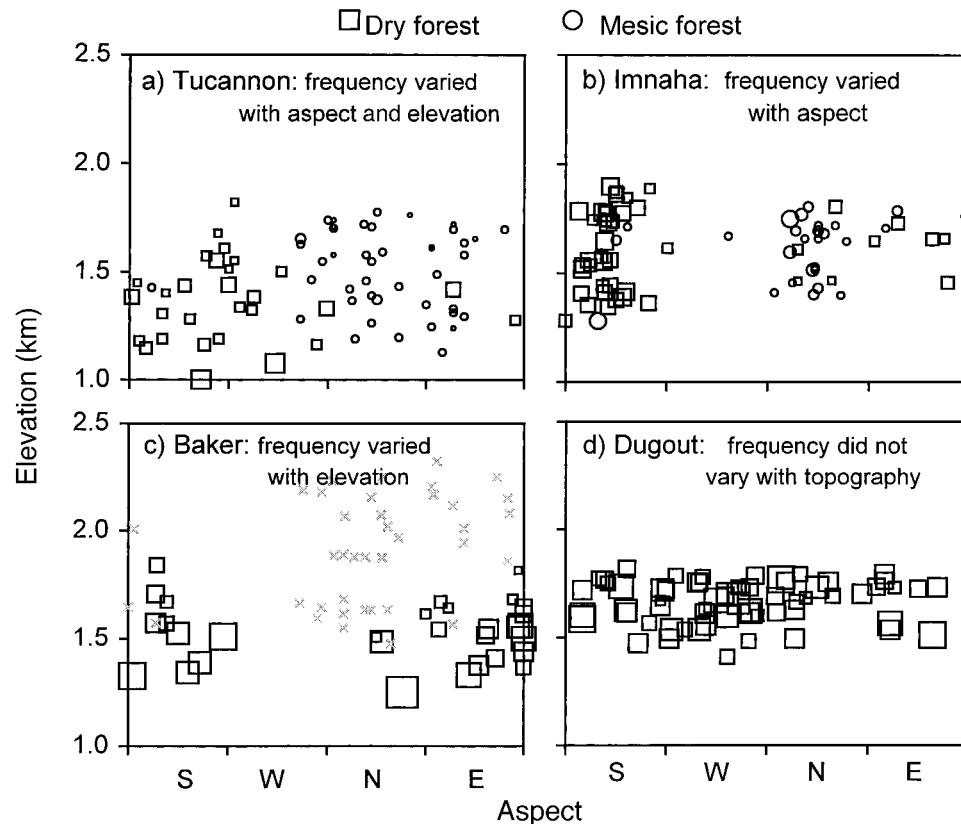 Dry forest Mesic forest
2.5
2.0
1.5
1.0
a) Tucannon: frequency varied
with aspect and elevation
b) Imnaha: frequency varied
with aspect
2.5
2.0
1.5
1.0
c) Baker: frequency varied
with elevation
d) Dugout: frequency did not
vary with topography
Elevation (km)
S W N E
S W N E
Aspect